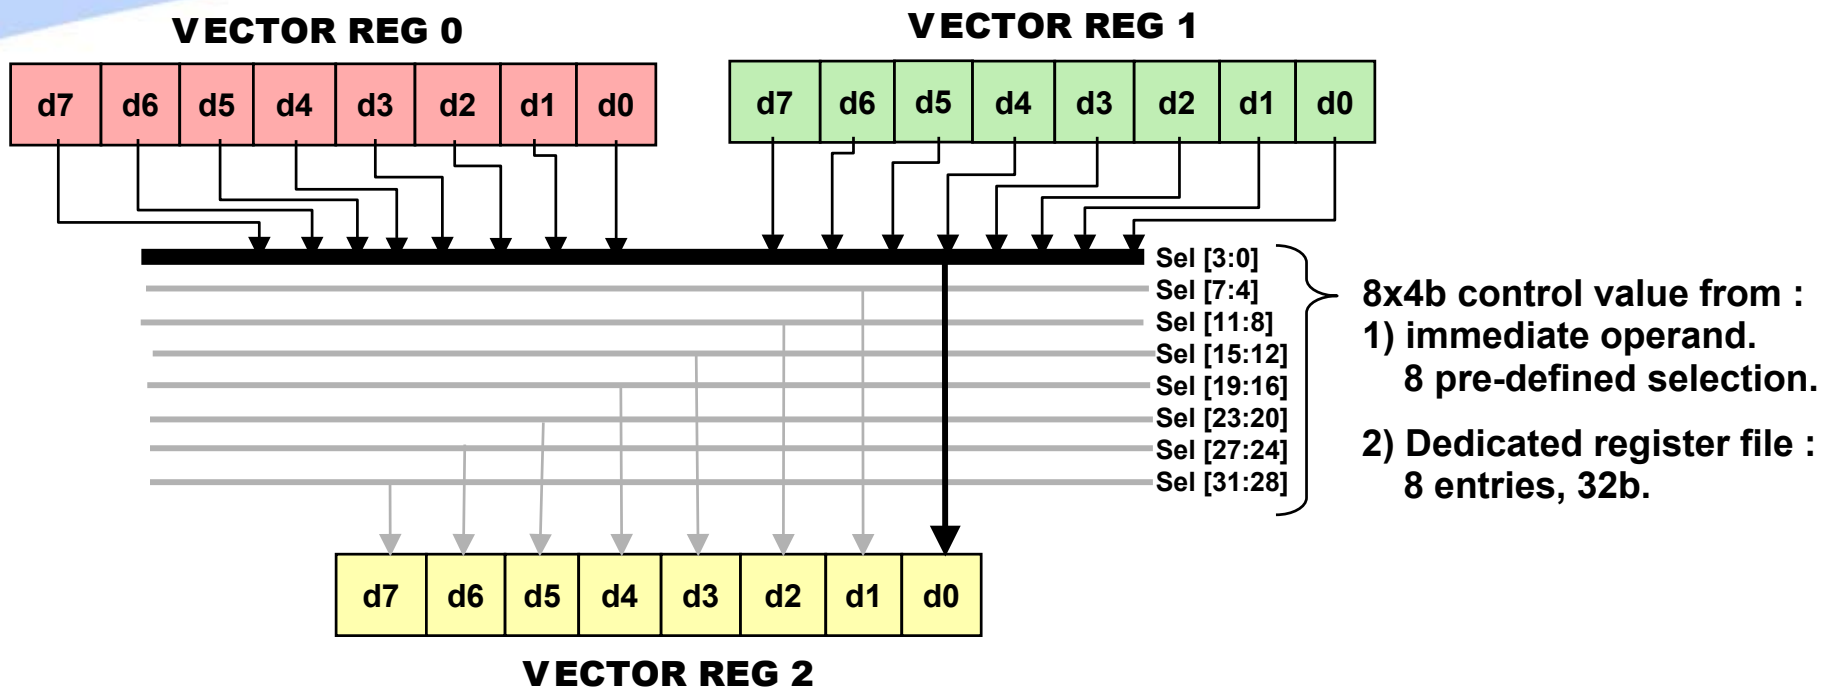 VECTOR REG 0
VECTOR REG 1
d7 d6 d5 d4 d3 d2 d1 d0
d7 d6 d5 d4 d3 d2 d1 d0
Sel [3:0]
Sel [7:4]
Sel [11:8]
Sel [15:12]
Sel [19:16]
Sel [23:20]
Sel [27:24]
Sel [31:28]
8x4b control value from :
1) immediate operand.
8 pre-defined selection.
2) Dedicated register file :
8 entries, 32b.
d7 d6 d5 d4 d3 d2 d1 d0
VECTOR REG 2